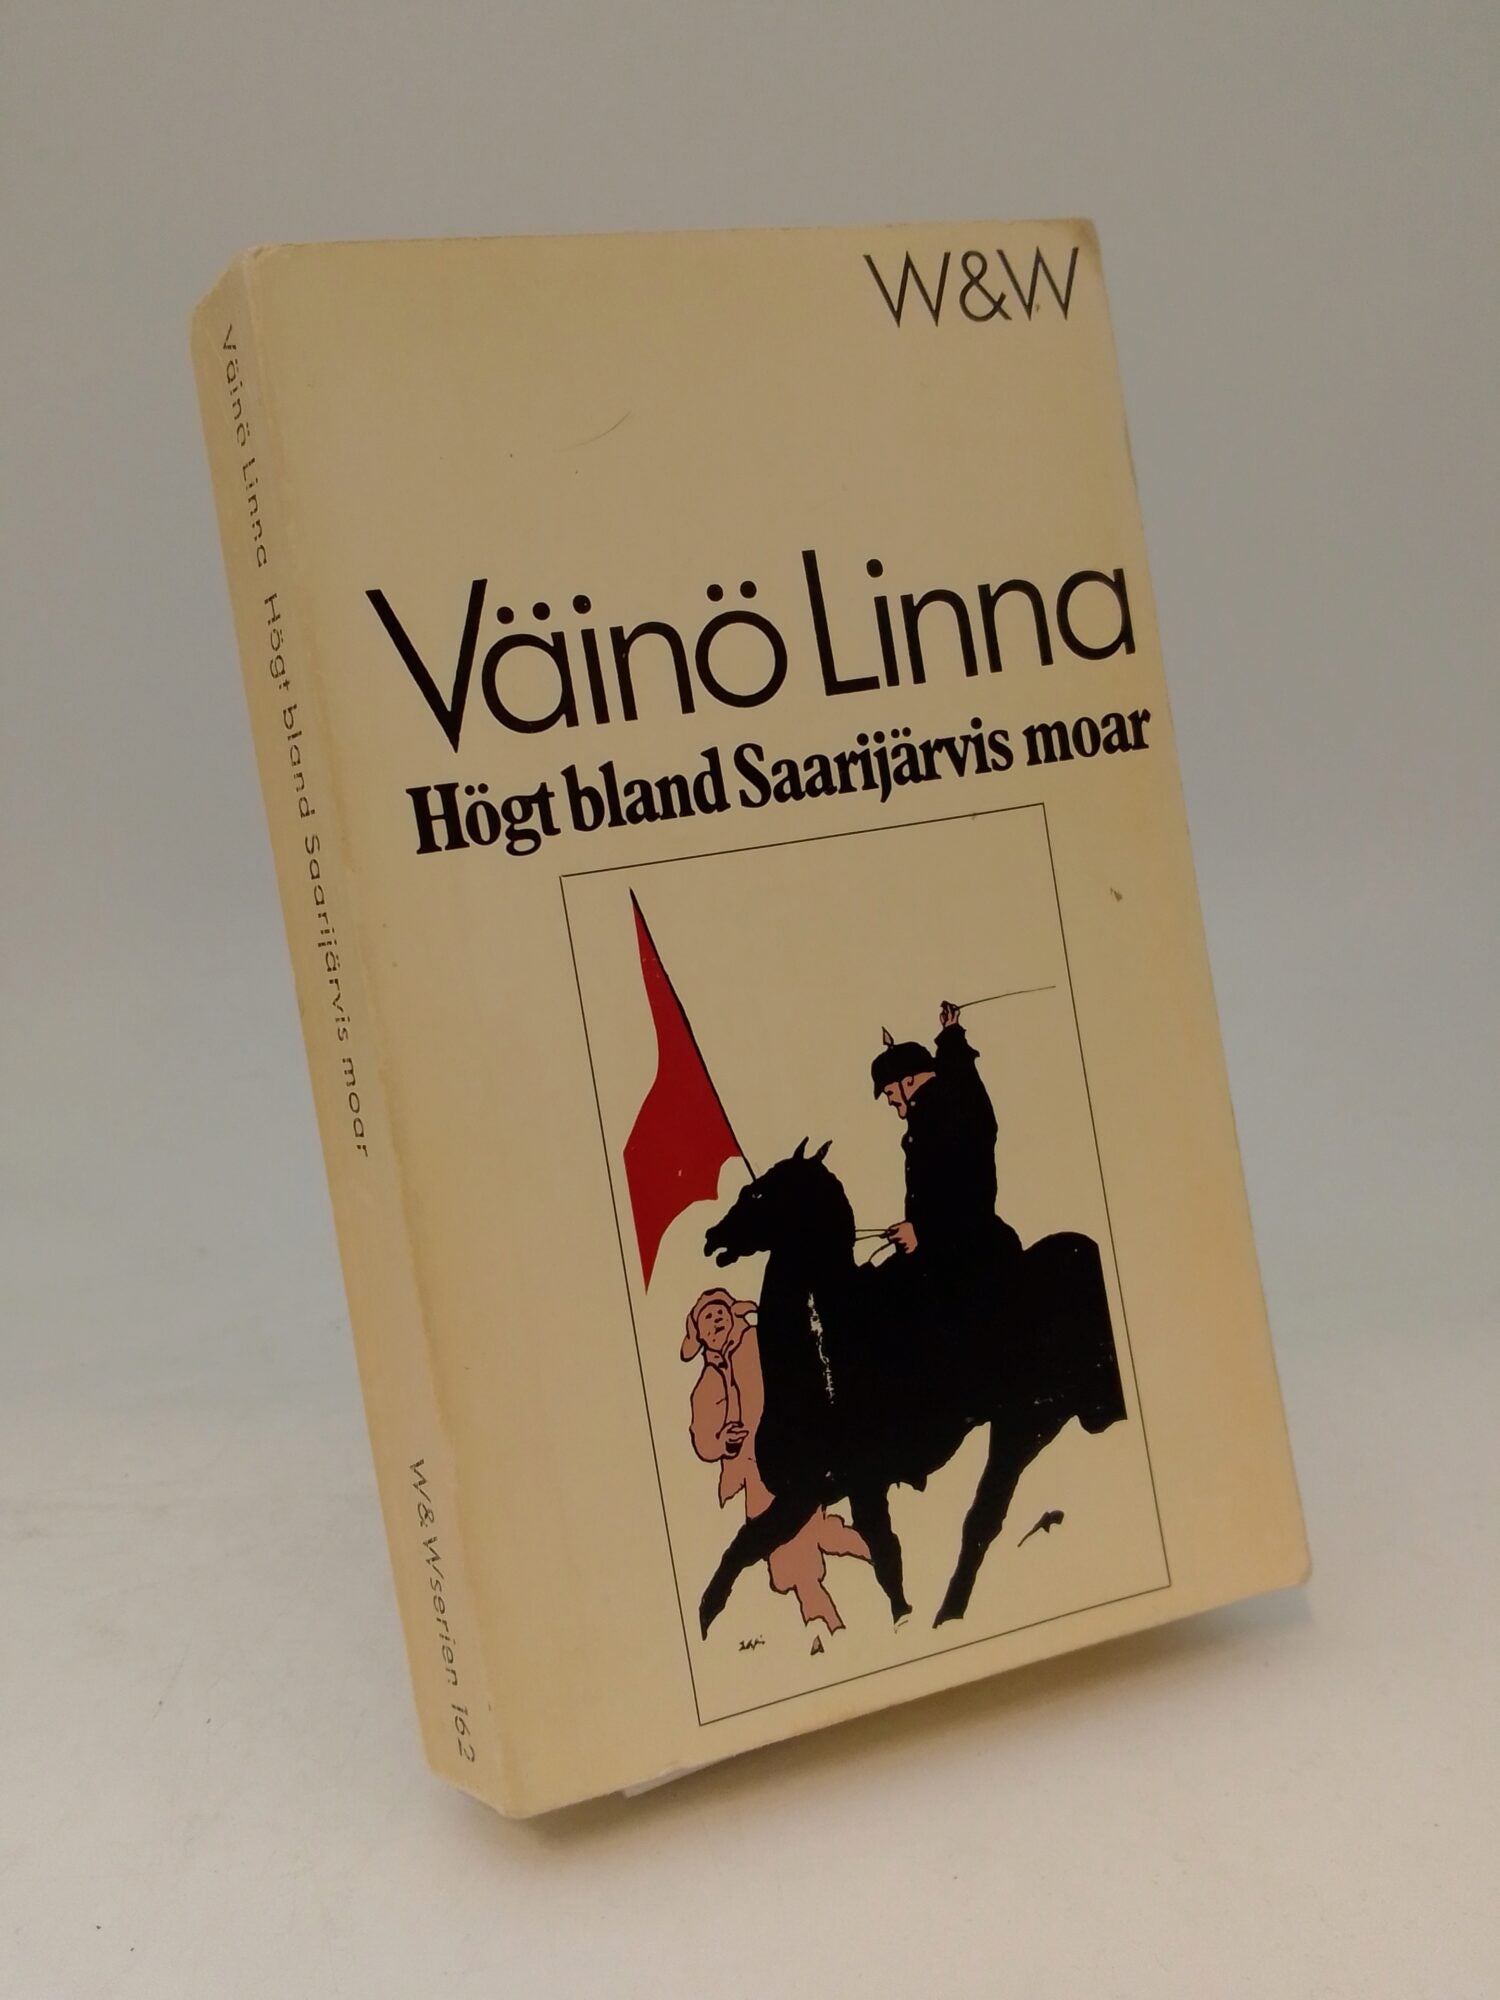 W&W
Väinö Linna
Högt bland Saarijärvis moar
Väinö Linna Högt bland Saarijärvis moar W&Wserien 162